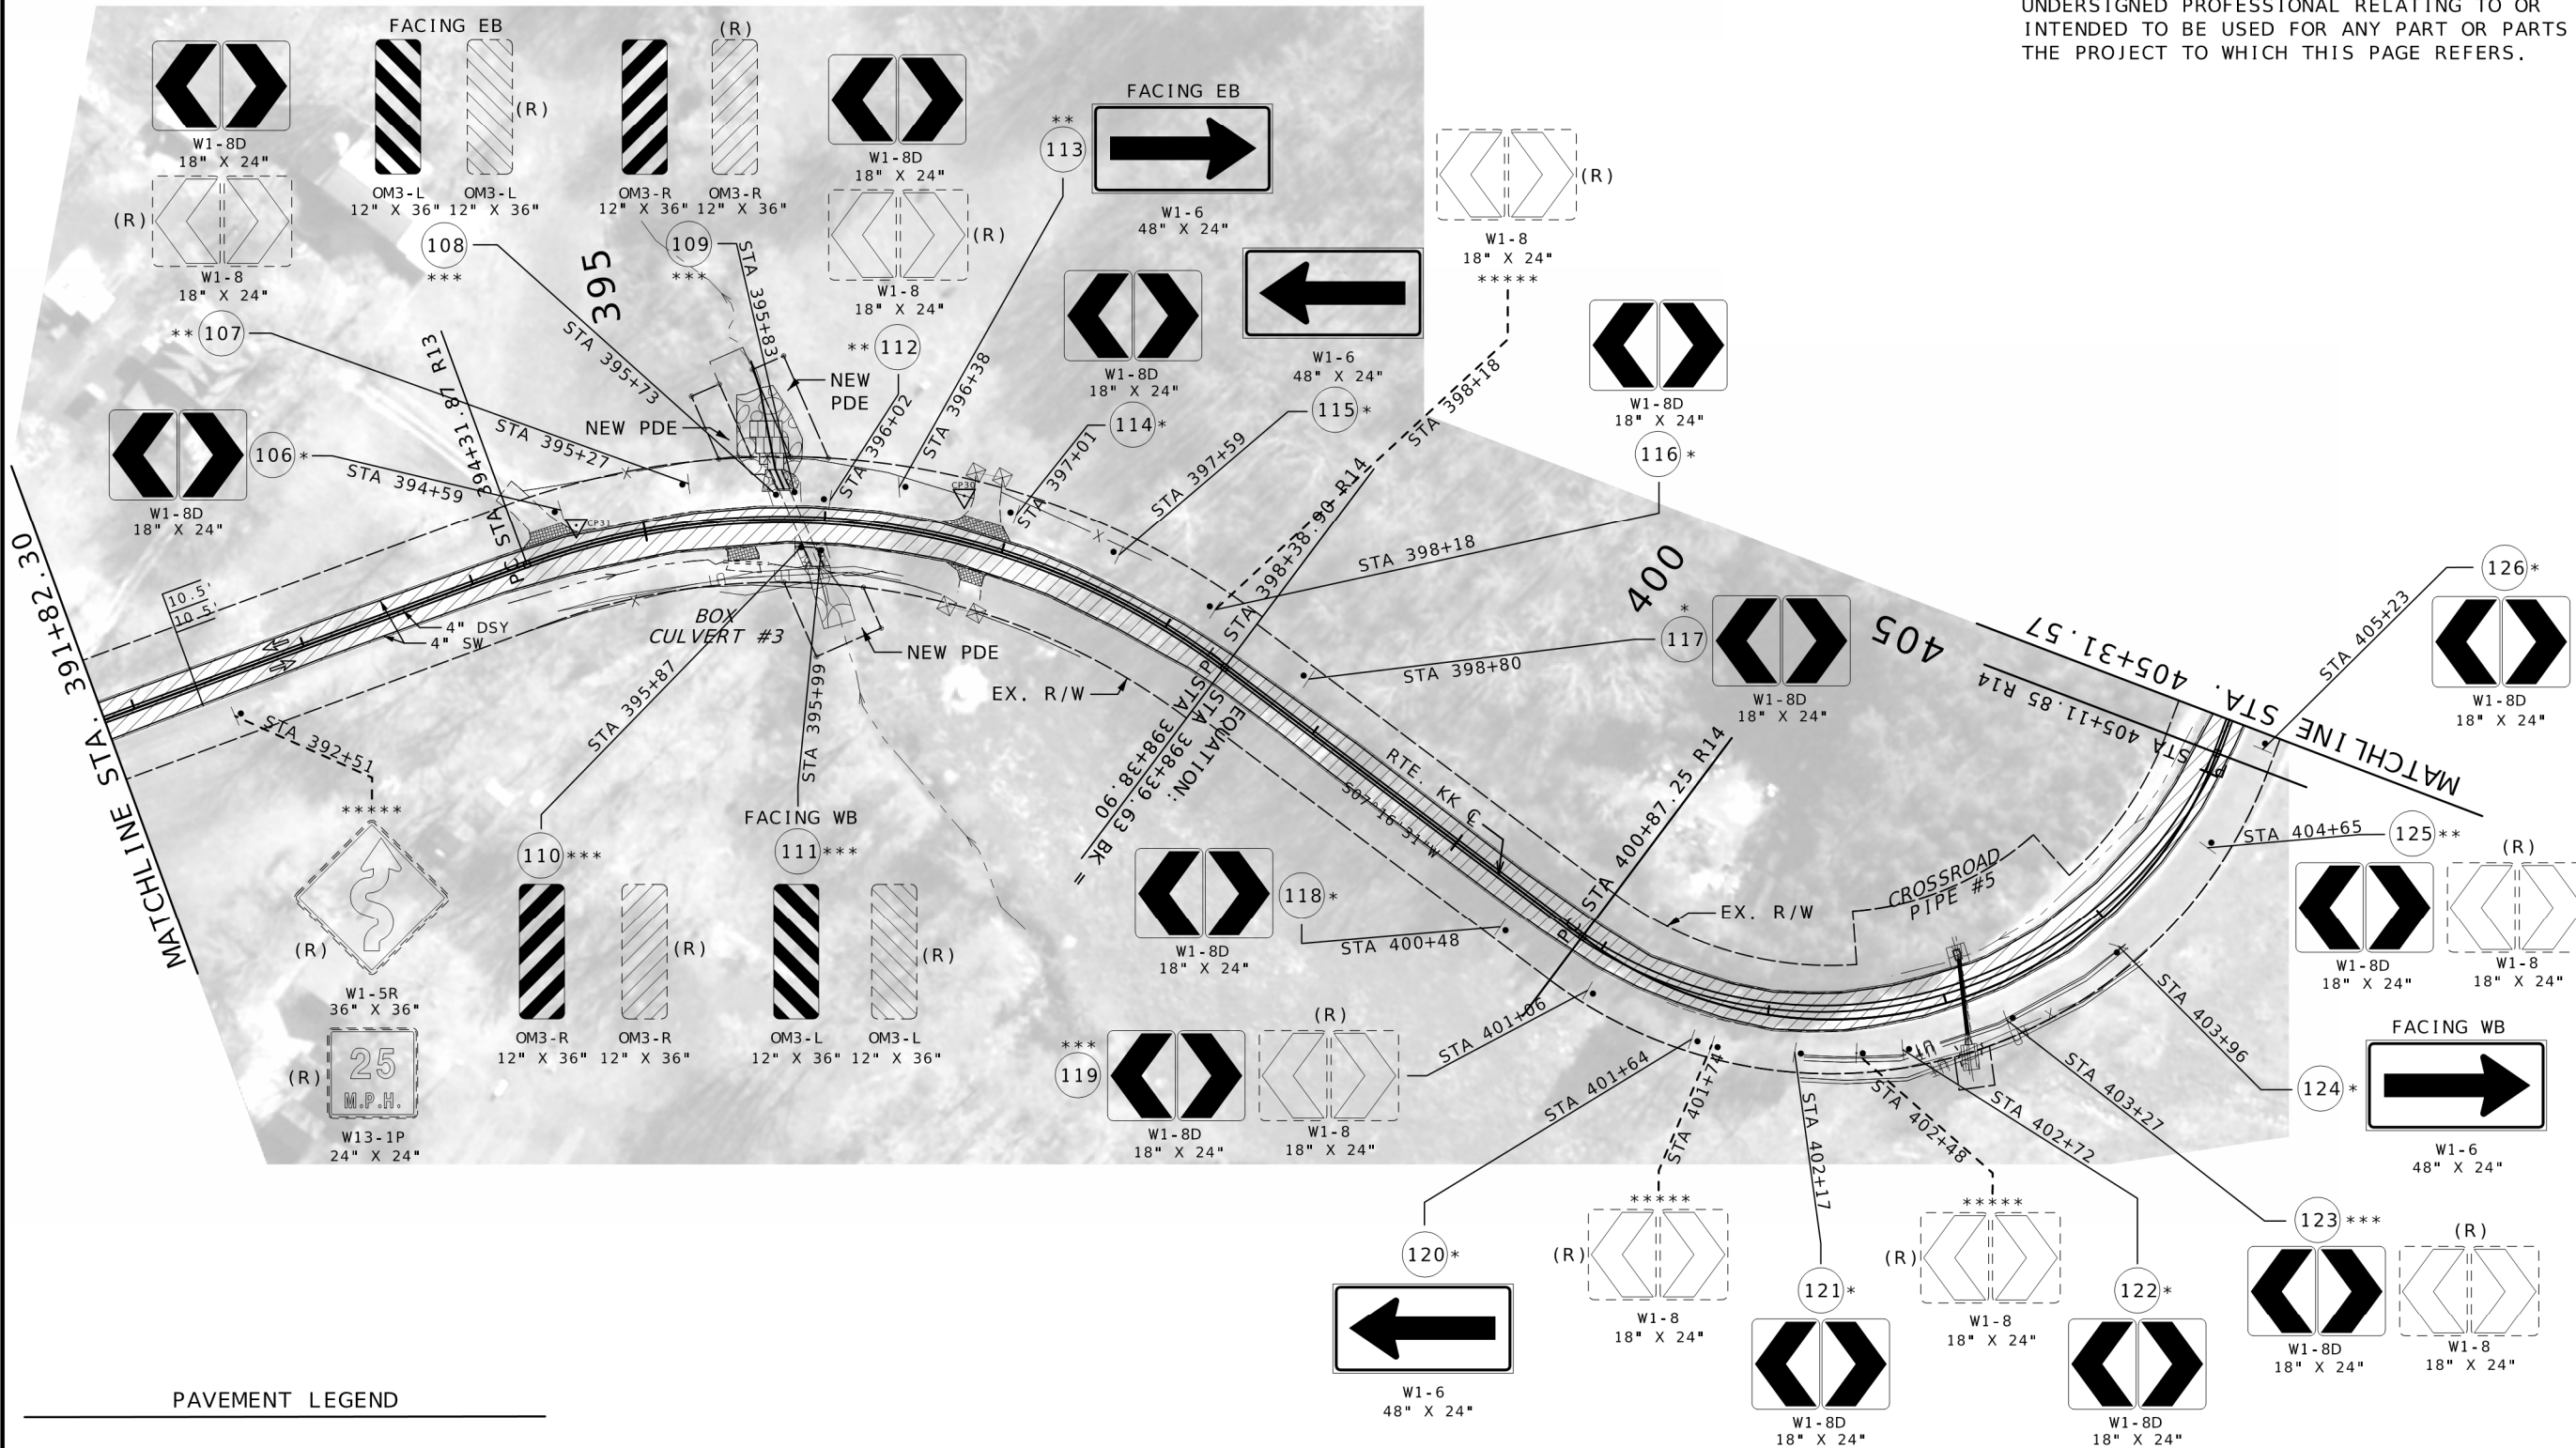 UNDERSIGNED PROFESSIONAL RELATING TO OR
INTENDED TO BE USED FOR ANY PART OR PARTS
THE PROJECT TO WHICH THIS PAGE REFERS.
FACING EB
W1-8D
18" X 24"
(R)
W1-8
18" X 24"
** 107
STA 395+27
OM3-L
12" X 36"
(R)
OM3-L
12" X 36"
108
***
STA 395+73
OM3-R
12" X 36"
(R)
OM3-R
12" X 36"
109
***
STA 395+83
395
W1-8D
18" X 24"
(R)
W1-8
18" X 24"
** 112
STA 396+02
**
113
FACING EB
W1-6
48" X 24"
STA 396+38
W1-8D
18" X 24"
114 *
STA 397+01
W1-6
48" X 24"
115 *
STA 397+59
(R)
W1-8
18" X 24"
*****
STA 398+18
W1-8D
18" X 24"
116 *
STA 398+18
W1-8D
18" X 24"
106 *
STA 394+59
PC STA 394+31.87 R13
NEW PDE
NEW
PDE
CP31
CP30
MATCHLINE STA. 391+82.30
10.5'
10.5'
4" DSY
4" SW
BOX
CULVERT #3
NEW PDE
EX. R/W
PT STA 398+38.90 R14
EQUATION:
STA 398+39.63 BK =
STA 398+38.90
400
*
117
W1-8D
18" X 24"
STA 398+80
405
MATCHLINE STA. 405+31.57
PT STA 405+11.85 R14
126 *
W1-8D
18" X 24"
STA 405+23
STA 392+51
*****
(R)
W1-5R
36" X 36"
(R)
25
M.P.H.
W13-1P
24" X 24"
STA 395+87
110 ***
OM3-R
12" X 36"
(R)
OM3-R
12" X 36"
STA 395+99
FACING WB
111 ***
OM3-L
12" X 36"
(R)
OM3-L
12" X 36"
RTE. KK
S07°16'31"W
PC STA 400+87.25 R14
EX. R/W
CROSSROAD
PIPE #5
W1-8D
18" X 24"
118 *
STA 400+48
***
119
W1-8D
18" X 24"
(R)
W1-8
18" X 24"
STA 401+06
STA 401+64
120 *
W1-6
48" X 24"
STA 401+74
*****
(R)
W1-8
18" X 24"
STA 402+17
121 *
W1-8D
18" X 24"
STA 402+48
*****
(R)
W1-8
18" X 24"
STA 402+72
122 *
W1-8D
18" X 24"
STA 403+27
123 ***
W1-8D
18" X 24"
(R)
W1-8
18" X 24"
STA 403+96
124 *
FACING WB
W1-6
48" X 24"
STA 404+65
125 **
W1-8D
18" X 24"
(R)
W1-8
18" X 24"
PAVEMENT LEGEND